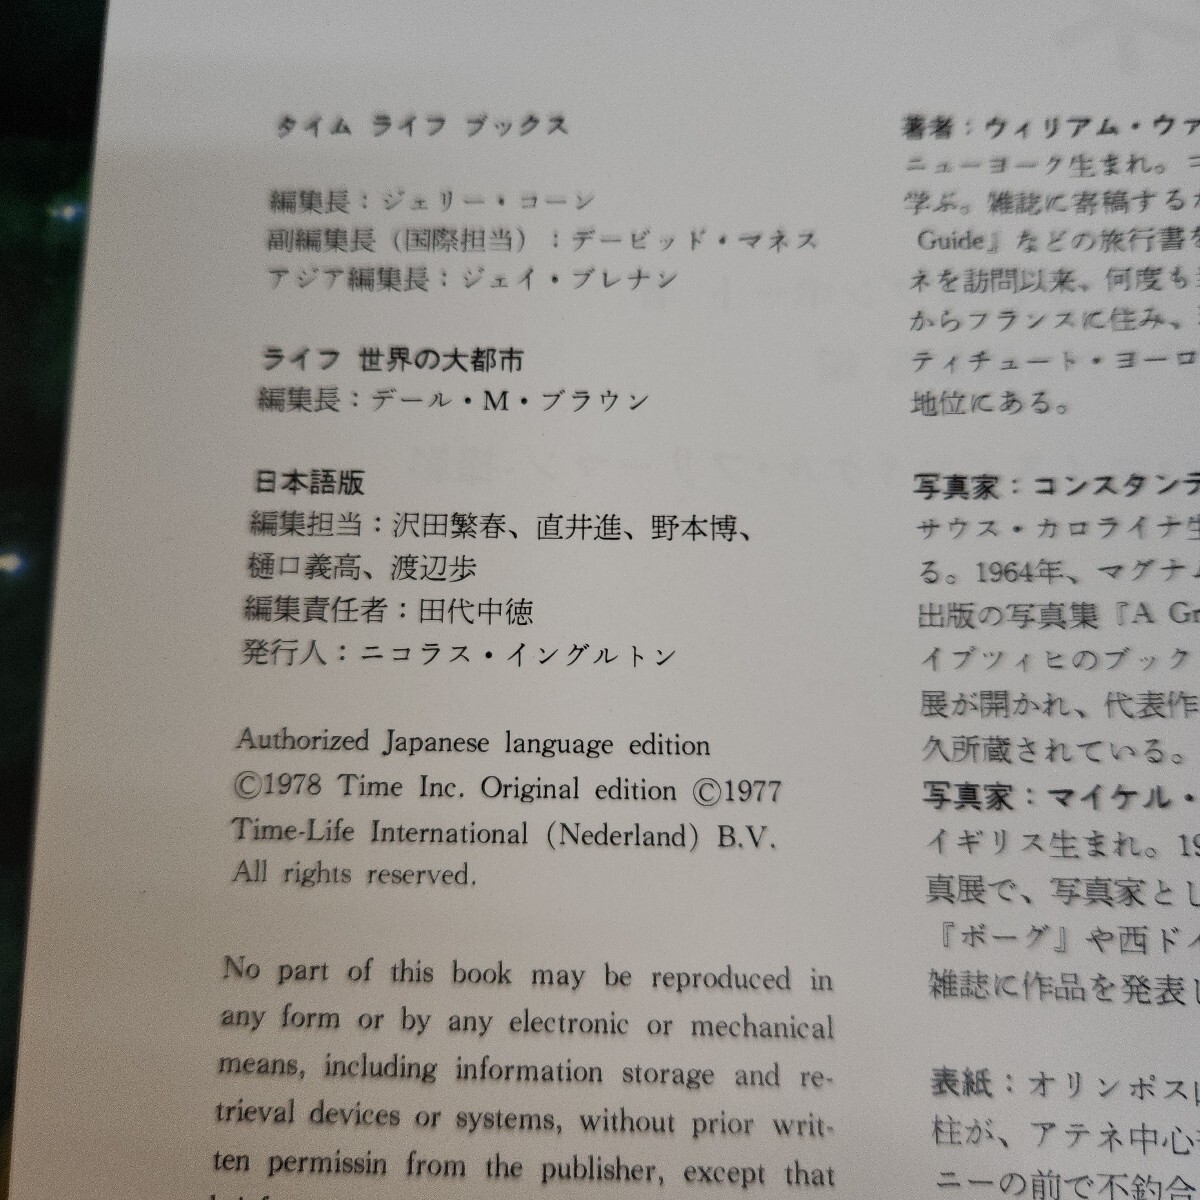 タイム ライフ ブックス
編集長：ジェリー・コーン
副編集長（国際担当）：デービッド・マネス
アジア編集長：ジェイ・ブレナン
ライフ 世界の大都市
編集長：デール・M・ブラウン
日本語版
編集担当：沢田繁春、直井進、野本博、
樋口義高、渡辺歩
編集責任者：田代中徳
発行人：ニコラス・イングルトン
Authorized Japanese language edition
©1978 Time Inc. Original edition ©1977
Time-Life International (Nederland) B.V.
All rights reserved.
No part of this book may be reproduced in
any form or by any electronic or mechanical
means, including information storage and re-
trieval devices or systems, without prior writ-
ten permissin from the publisher, except that
著者：ウィリアム・ウァ
ニューヨーク生まれ。コ
学ぶ。雑誌に寄稿するか
Guide』などの旅行書を
ネを訪問以来、何度も
からフランスに住み、
ティチュート・ヨーロ
地位にある。
写真家：コンスタンテ
サウス・カロライナ生
る。1964年、マグナム
出版の写真集『A Gr
イブツィヒのブック
展が開かれ、代表作
久所蔵されている。
写真家：マイケル・
イギリス生まれ。19
真展で、写真家とし
『ボーグ』や西ドイ
雑誌に作品を発表し
表紙：オリンポス
柱が、アテネ中心
ニーの前で不釣合